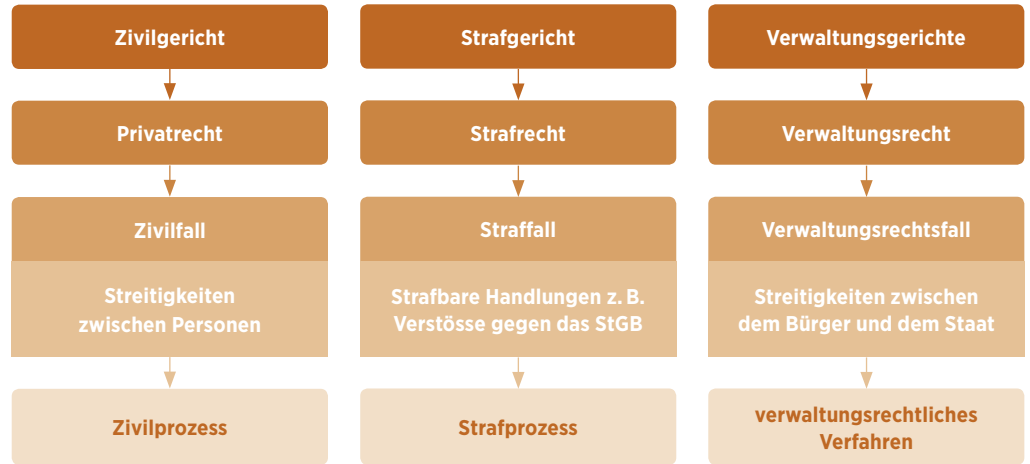 Zivilgericht
Privatrecht
Zivilfall
Streitigkeiten
zwischen Personen
Zivilprozess
Strafgericht
Strafrecht
Straffall
Strafbare Handlungen z. B.
Verstösse gegen das StGB
Strafprozess
Verwaltungsgerichte
Verwaltungsrecht
Verwaltungsrechtsfall
Streitigkeiten zwischen
dem Bürger und dem Staat
verwaltungsrechtliches
Verfahren